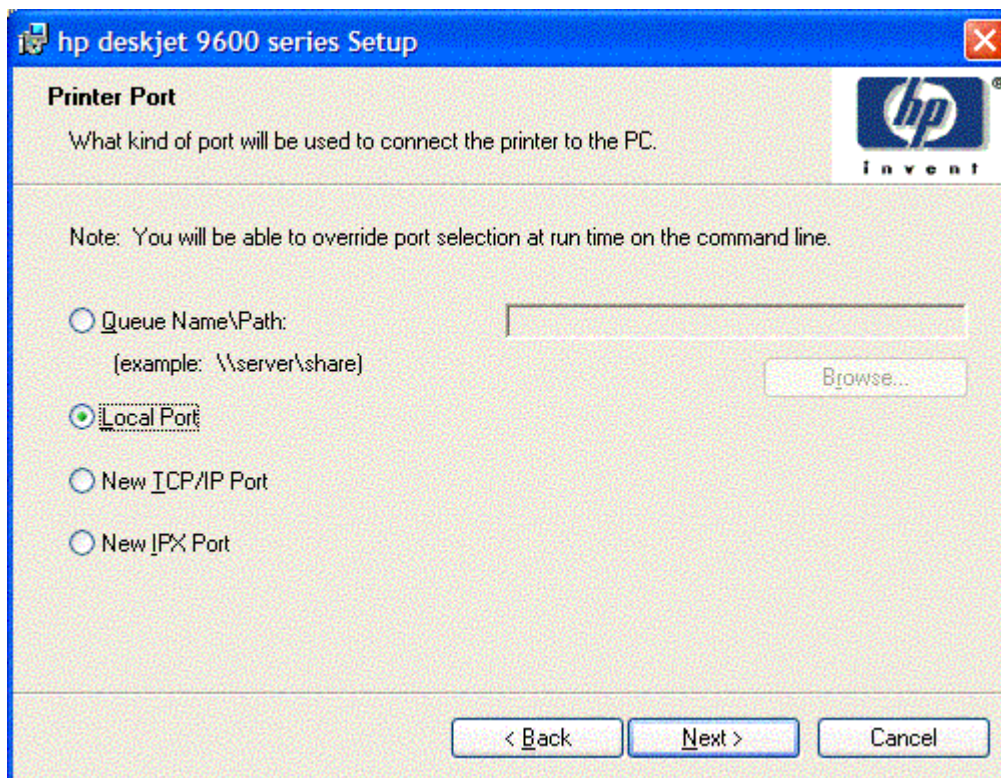 hp deskjet 9600 series Setup
Printer Port
What kind of port will be used to connect the printer to the PC.
hp ®
invent
Note: You will be able to override port selection at run time on the command line.
Queue Name\Path:
(example: \\server\share)
Browse...
Local Port
New TCP/IP Port
New IPX Port
< Back
Next >
Cancel